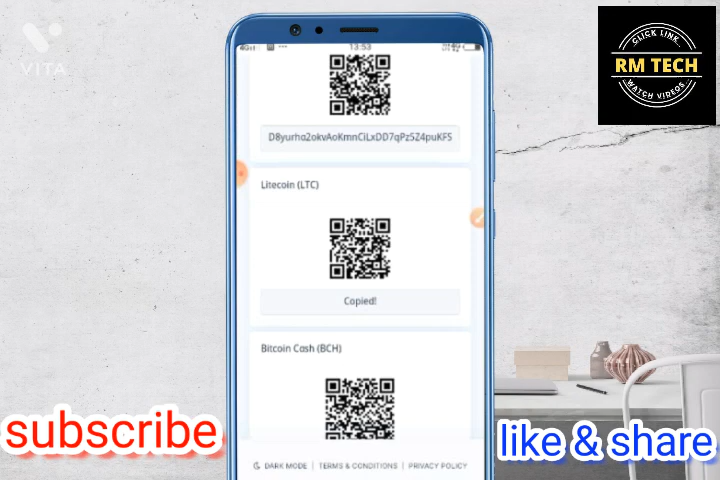 VITA
13:53
CLICK LINK..
RM TECH
WATCH VIDEOS
D8yurha2okvAoKmnCiLxDD7qPz5Z4puKFS
Litecoin (LTC)
Copied!
Bitcoin Cash (BCH)
DARK MODE | TERMS & CONDITIONS | PRIVACY POLICY
subscribe
like & share